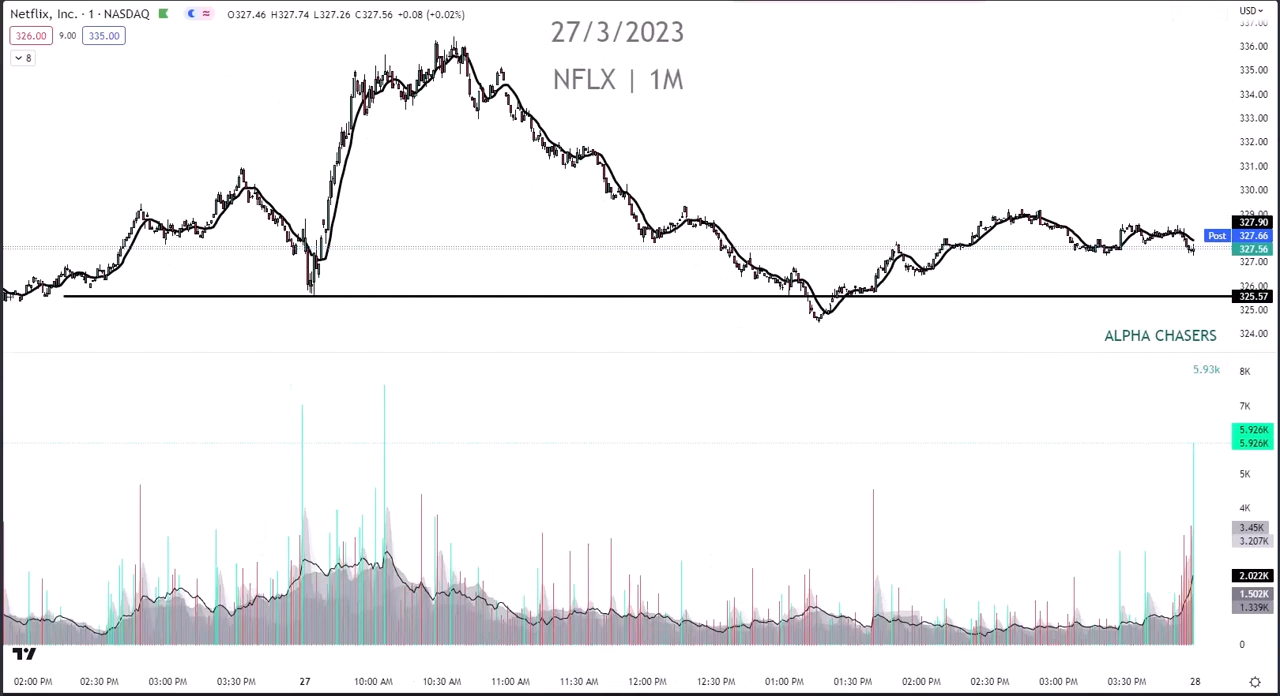 Netflix, Inc. · 1 · NASDAQ
O327.46 H327.74 L327.26 C327.56 +0.08 (+0.02%)
USD
326.00 9.00 335.00
8
27/3/2023
NFLX | 1M
337.00
336.00
335.00
334.00
333.00
332.00
331.00
330.00
329.00
327.90
Post 327.66
327.56
327.00
326.00
325.57
325.00
324.00
ALPHA CHASERS
5.93k
8K
7K
5.926K
5.926K
5K
4K
3.45K
3.207K
2.022K
1.502K
1.339K
0
02:00 PM 02:30 PM 03:00 PM 03:30 PM 27 10:00 AM 10:30 AM 11:00 AM 11:30 AM 12:00 PM 12:30 PM 01:00 PM 01:30 PM 02:00 PM 02:30 PM 03:00 PM 03:30 PM 28